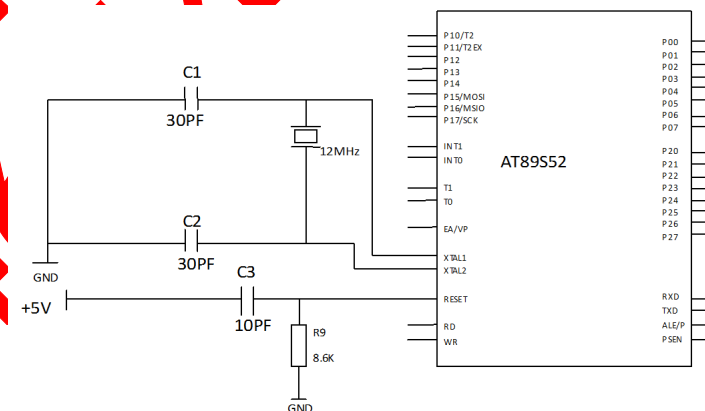 C1
30PF
12MHz
C2
30PF
GND
C3
+5V
10PF
R9
8.6K
GND
AT89S52
P10/T2
P11/T2EX
P12
P13
P14
P15/MOSI
P16/MSIO
P17/SCK
INT1
INT0
T1
T0
EA/VP
XTAL1
XTAL2
RESET
RD
WR
P00
P01
P02
P03
P04
P05
P06
P07
P20
P21
P22
P23
P24
P25
P26
P27
RXD
TXD
ALE/P
PSEN